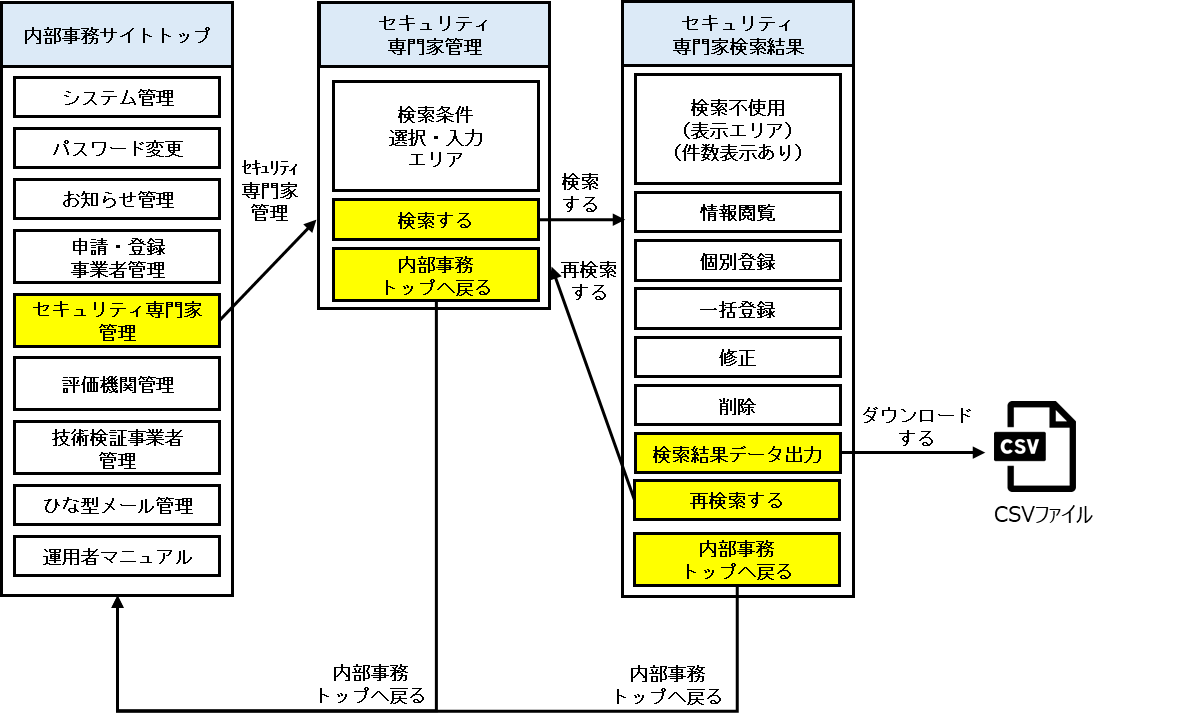 内部事務サイトトップ
システム管理
パスワード変更
お知らせ管理
申請・登録
事業者管理
セキュリティ専門家
管理
評価機関管理
技術検証事業者
管理
ひな型メール管理
運用者マニュアル
ｾｷｭﾘﾃｨ
専門家
管理
セキュリティ
専門家管理
検索条件
選択・入力
エリア
検索する
内部事務
トップへ戻る
検索
する
再検索
する
セキュリティ
専門家検索結果
検索不使用
（表示エリア）
（件数表示あり）
情報閲覧
個別登録
一括登録
修正
削除
検索結果データ出力
再検索する
内部事務
トップへ戻る
ダウンロード
する
CSV
CSVファイル
内部事務
トップへ戻る
内部事務
トップへ戻る